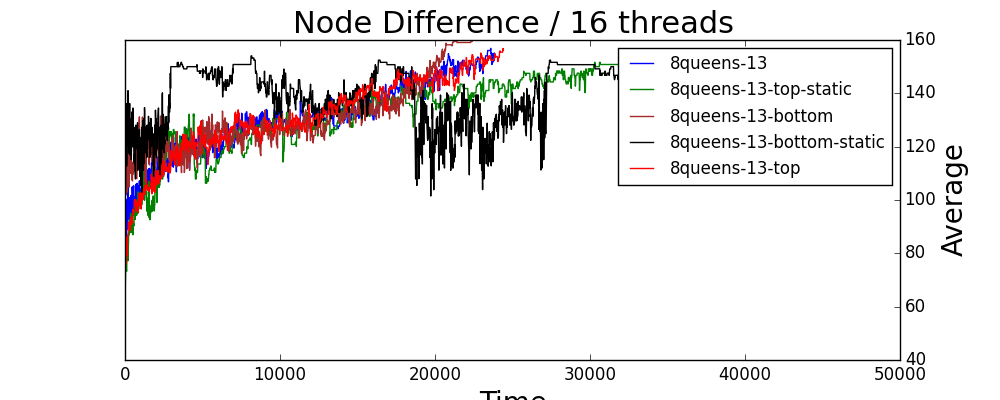 Node Difference / 16 threads
8queens-13
8queens-13-top-static
8queens-13-bottom
8queens-13-bottom-static
8queens-13-top
160
140
120
100
80
60
40
Average
0 10000 20000 30000 40000 50000
Time